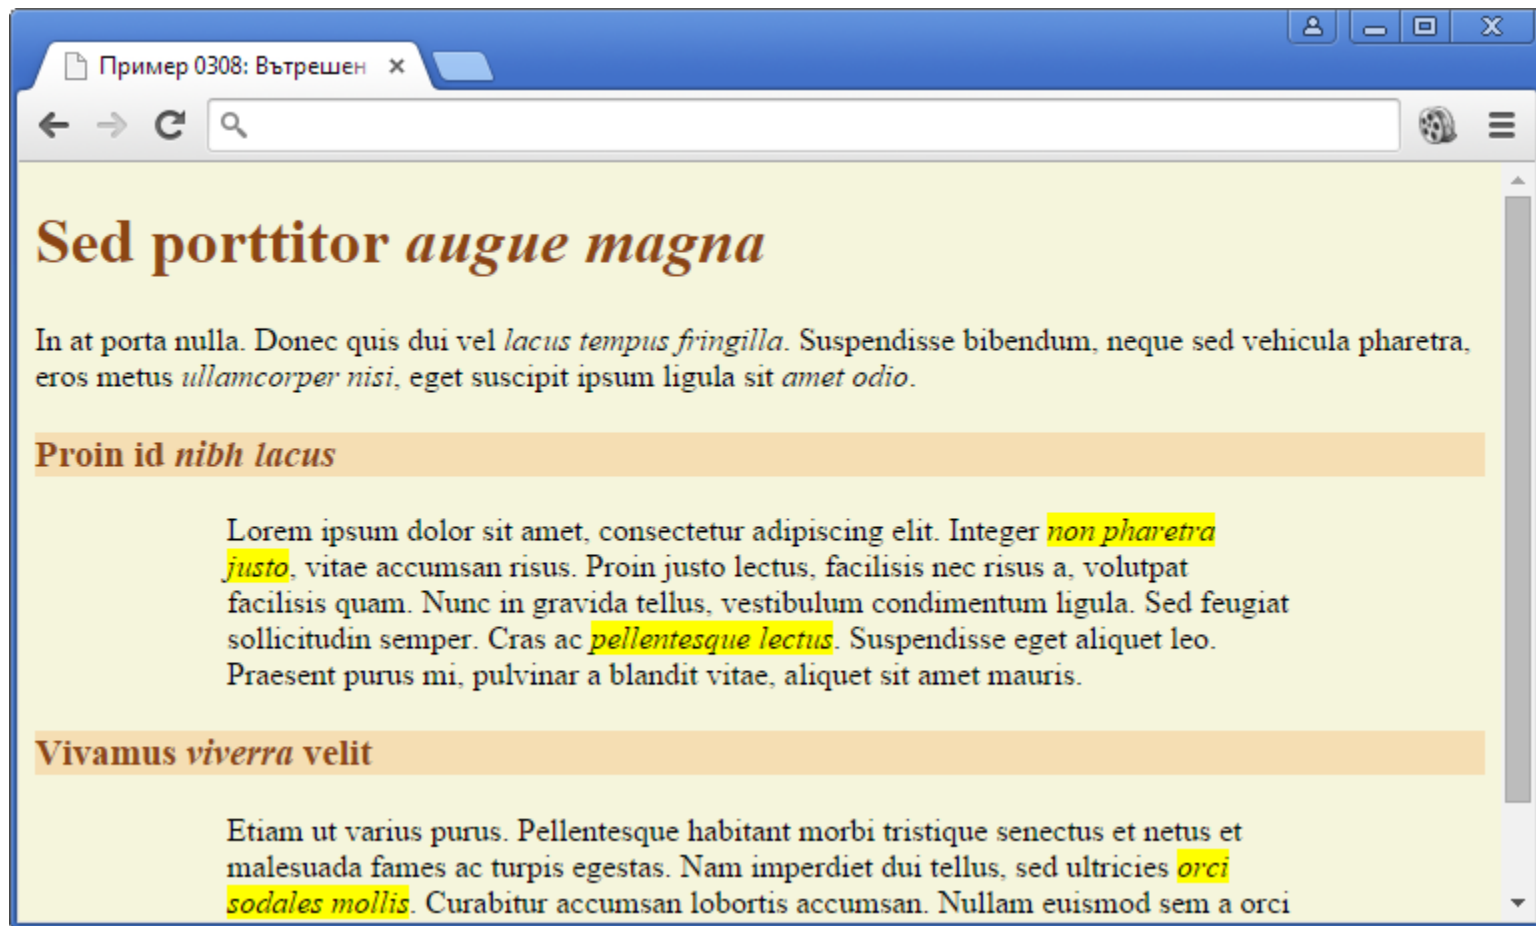 Пример 0308: Вътрешен
Sed porttitor augue magna
In at porta nulla. Donec quis dui vel lacus tempus fringilla. Suspendisse bibendum, neque sed vehicula pharetra,
eros metus ullamcorper nisi, eget suscipit ipsum ligula sit amet odio.
Proin id nibh lacus
Lorem ipsum dolor sit amet, consectetur adipiscing elit. Integer non pharetra
justo, vitae accumsan risus. Proin justo lectus, facilisis nec risus a, volutpat
facilisis quam. Nunc in gravida tellus, vestibulum condimentum ligula. Sed feugiat
sollicitudin semper. Cras ac pellentesque lectus. Suspendisse eget aliquet leo.
Praesent purus mi, pulvinar a blandit vitae, aliquet sit amet mauris.
Vivamus viverra velit
Etiam ut varius purus. Pellentesque habitant morbi tristique senectus et netus et
malesuada fames ac turpis egestas. Nam imperdiet dui tellus, sed ultricies orci
sodales mollis. Curabitur accumsan lobortis accumsan. Nullam euismod sem a orci